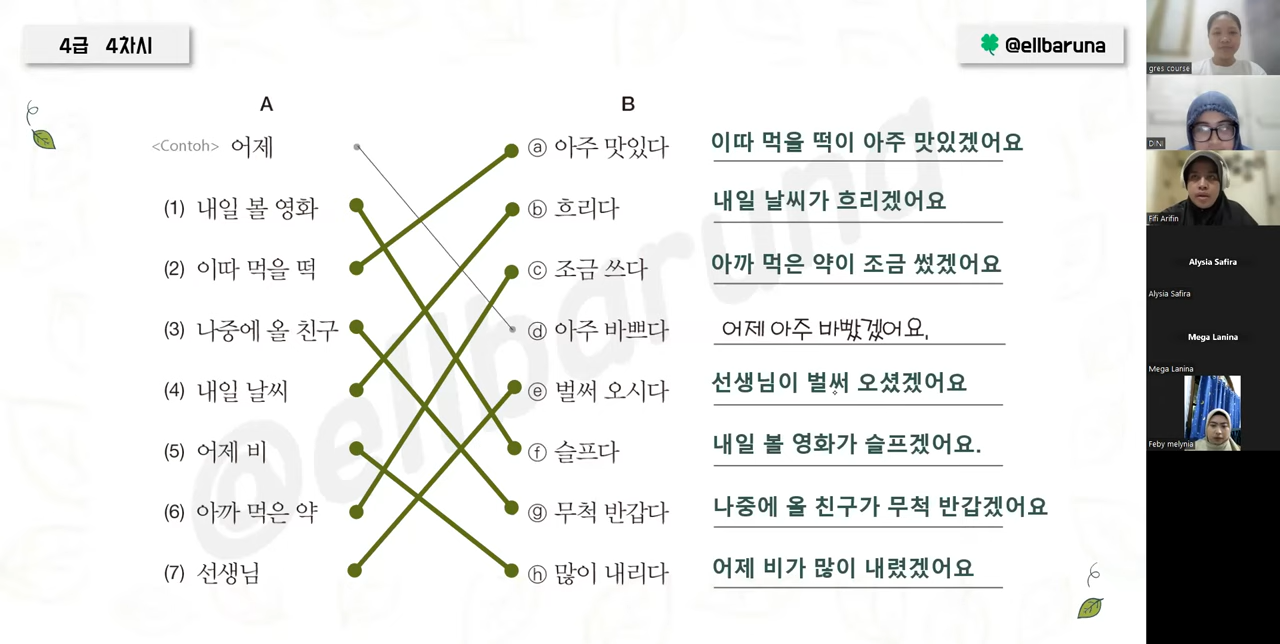 4급 4차시
@ellbaruna
A B
<Contoh> 어제 ⓐ 아주 맛있다 이따 먹을 떡이 아주 맛있겠어요
(1) 내일 볼 영화 ⓑ 흐리다 내일 날씨가 흐리겠어요
(2) 이따 먹을 떡 ⓒ 조금 쓰다 아까 먹은 약이 조금 썼겠어요
(3) 나중에 올 친구 ⓓ 아주 바쁘다 어제 아주 바빴겠어요.
(4) 내일 날씨 ⓔ 벌써 오시다 선생님이 벌써 오셨겠어요
(5) 어제 비 ⓕ 슬프다 내일 볼 영화가 슬프겠어요.
(6) 아까 먹은 약 ⓖ 무척 반갑다 나중에 올 친구가 무척 반갑겠어요
(7) 선생님 ⓗ 많이 내리다 어제 비가 많이 내렸겠어요
@ellbaruna
gres course
DINI
Fifi Arifin
Alysia Safira
Alysia Safira
Mega Lanina
Mega Lanina
Feby melynia